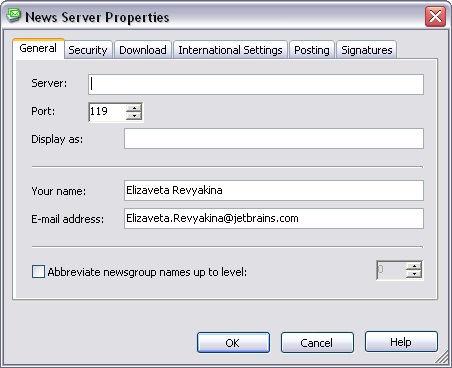 News Server Properties
General Security Download International Settings Posting Signatures
Server:
Port: 119
Display as:
Your name: Elizaveta Revyakina
E-mail address: Elizaveta.Revyakina@jetbrains.com
Abbreviate newsgroup names up to level: 0
OK Cancel Help